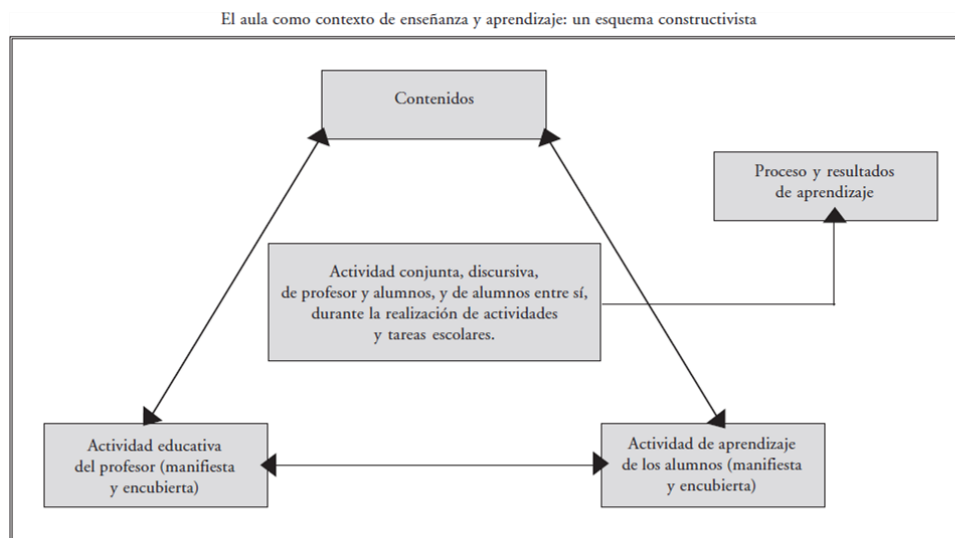 El aula como contexto de enseñanza y aprendizaje: un esquema constructivista
Contenidos
Proceso y resultados
de aprendizaje
Actividad conjunta, discursiva,
de profesor y alumnos, y de alumnos entre sí,
durante la realización de actividades
y tareas escolares.
Actividad educativa
del profesor (manifiesta
y encubierta)
Actividad de aprendizaje
de los alumnos (manifiesta
y encubierta)